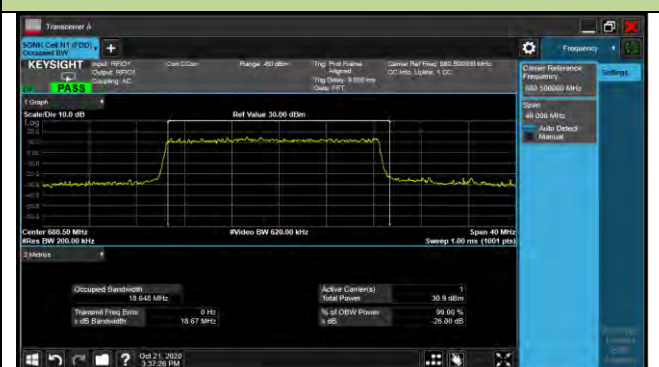 Transceiver A
5GNR Cell N1 (FDD)
Occupied BW
KEYSIGHT
Input: RFIO1
Output: RFIO1
Coupling: AC
PASS
Corr CCorr
Trig: Prdl Frame
Aligned
Trig Delay: 9.000 ms
Gate: FFT
Carrier Ref Freq: 680.500000 MHz
CC Info: Uplink, 1 CC
Frequency
Carrier Reference
Frequency
680.500000 MHz
Settings
Span
40.000 MHz
Auto Detect
Manual
1 Graph
Scale/Div 10.0 dB
Ref Value 30.00 dBm
Log
Center 680.50 MHz
#Res BW 200.00 kHz
#Video BW 620.00 kHz
Span 40 MHz
Sweep 1.00 ms (1001 pts)
2 Metrics
Occupied Bandwidth
18.648 MHz
Transmit Freq Error
0 Hz
x dB Bandwidth
18.67 MHz
Active Carrier(s)
1
Total Power
30.9 dBm
% of OBW Power
99.00 %
x dB
-26.00 dB
Oct 21, 2020
3:37:26 PM